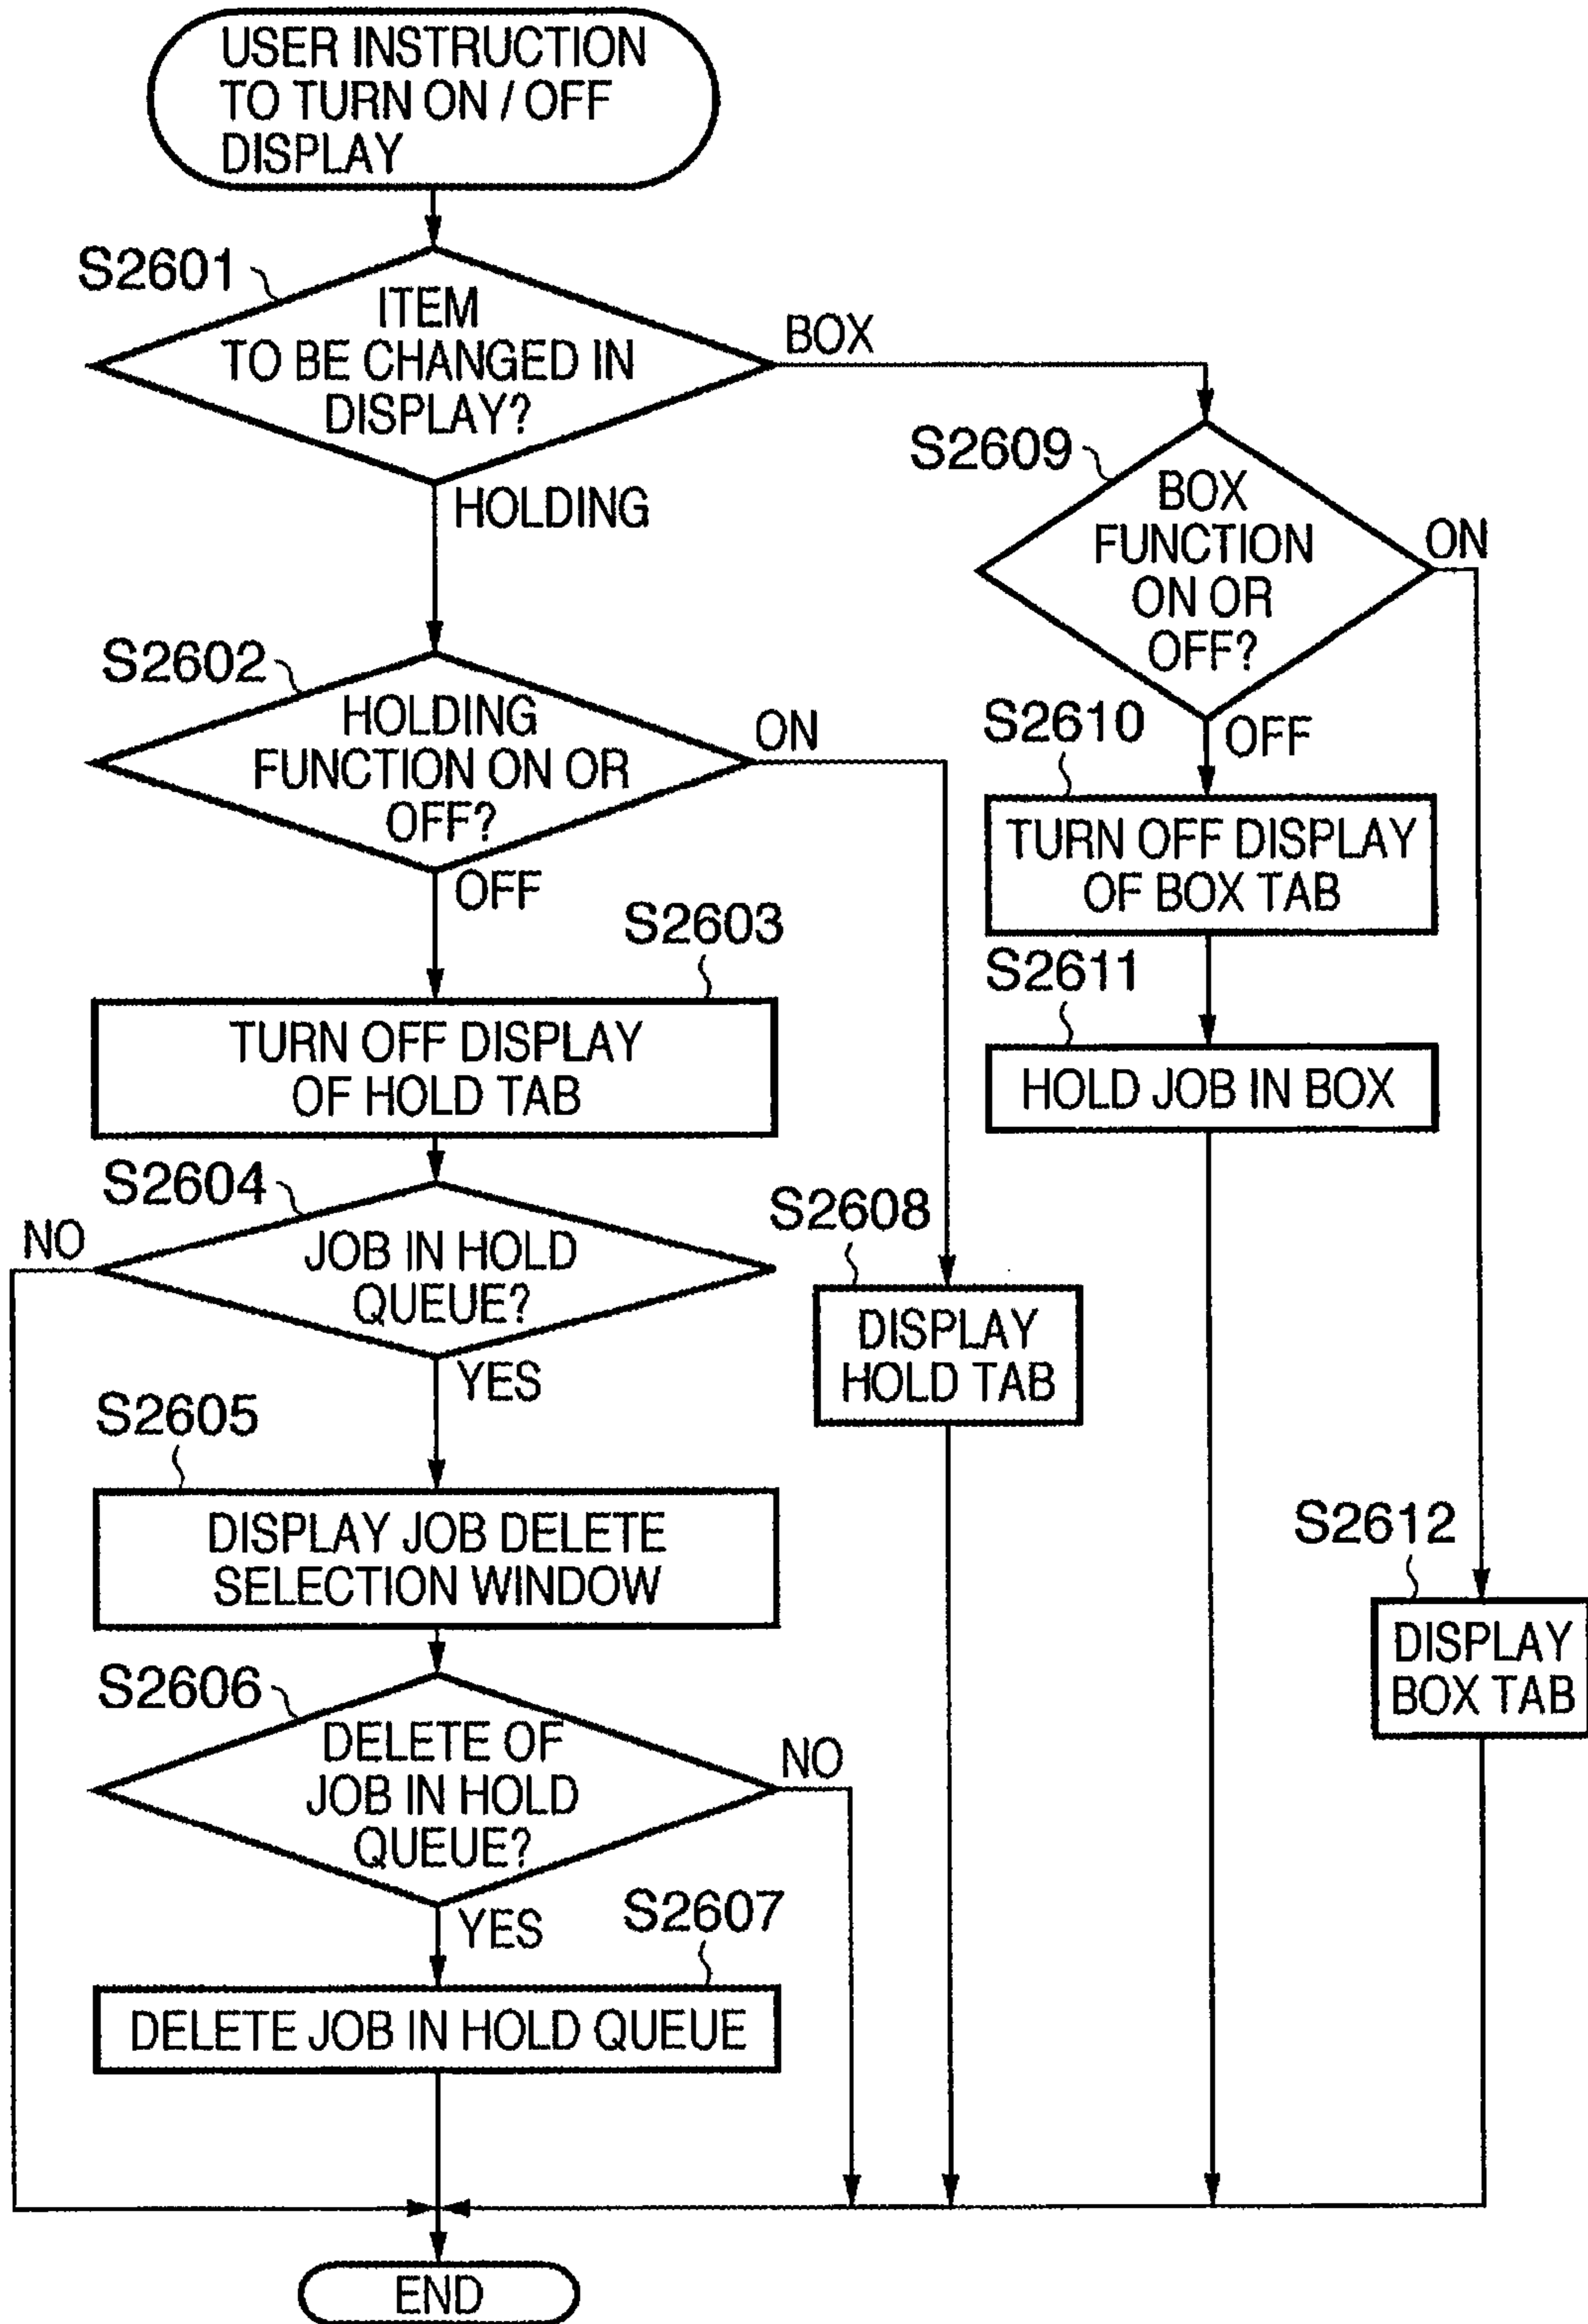 USER INSTRUCTION
TO TURN ON / OFF
DISPLAY
S2601
ITEM
TO BE CHANGED IN
DISPLAY?
BOX
HOLDING
S2609
BOX
FUNCTION
ON OR
OFF?
ON
OFF
S2602
HOLDING
FUNCTION ON OR
OFF?
ON
OFF
S2610
TURN OFF DISPLAY
OF BOX TAB
S2603
TURN OFF DISPLAY
OF HOLD TAB
S2611
HOLD JOB IN BOX
S2604
JOB IN HOLD
QUEUE?
NO
YES
S2608
DISPLAY
HOLD TAB
S2605
DISPLAY JOB DELETE
SELECTION WINDOW
S2612
DISPLAY
BOX TAB
S2606
DELETE OF
JOB IN HOLD
QUEUE?
NO
YES
S2607
DELETE JOB IN HOLD QUEUE
END